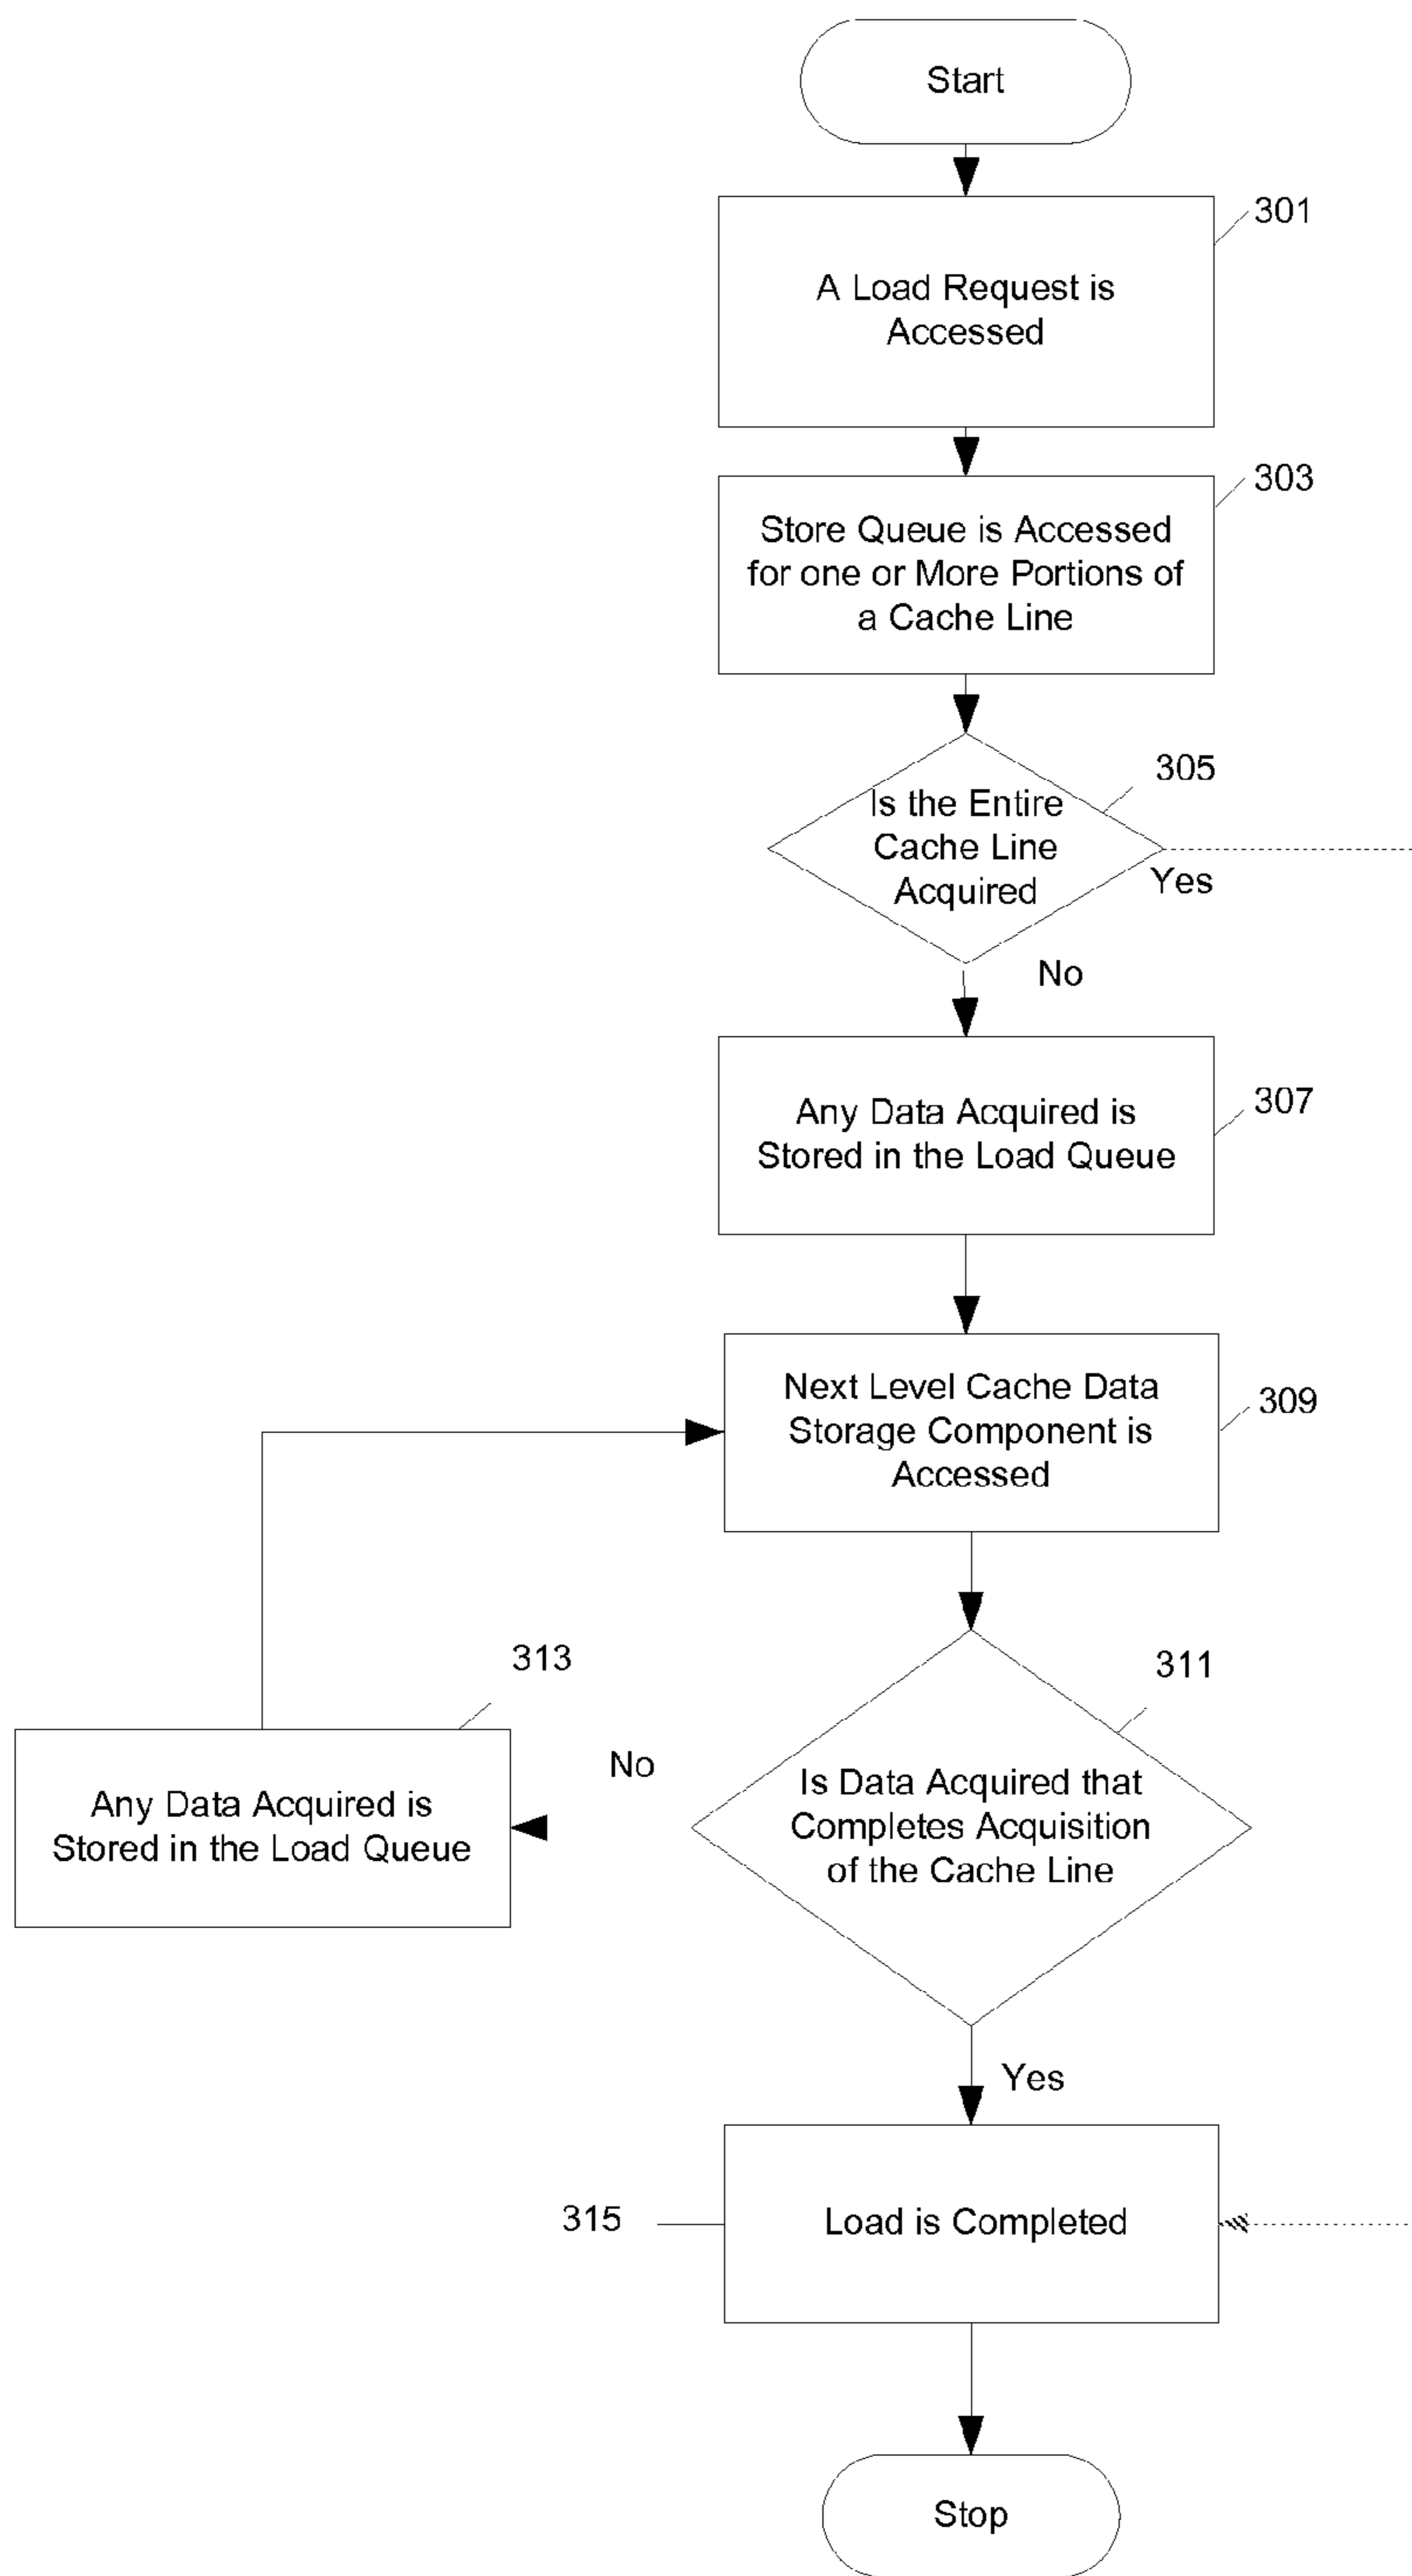 Start
301
A Load Request is
Accessed
303
Store Queue is Accessed
for one or More Portions of
a Cache Line
305
Is the Entire
Cache Line
Acquired
Yes
No
307
Any Data Acquired is
Stored in the Load Queue
Next Level Cache Data
Storage Component is
Accessed
309
313
311
No
Any Data Acquired is
Stored in the Load Queue
Is Data Acquired that
Completes Acquisition
of the Cache Line
Yes
315
Load is Completed
Stop